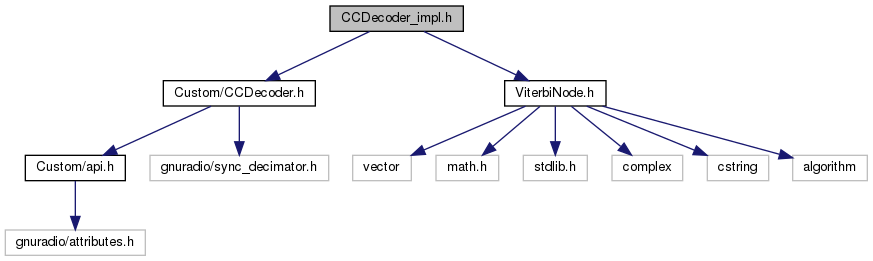 CCDecoder_impl.h
Custom/CCDecoder.h
ViterbiNode.h
Custom/api.h
gnuradio/sync_decimator.h
vector
math.h
stdlib.h
complex
cstring
algorithm
gnuradio/attributes.h